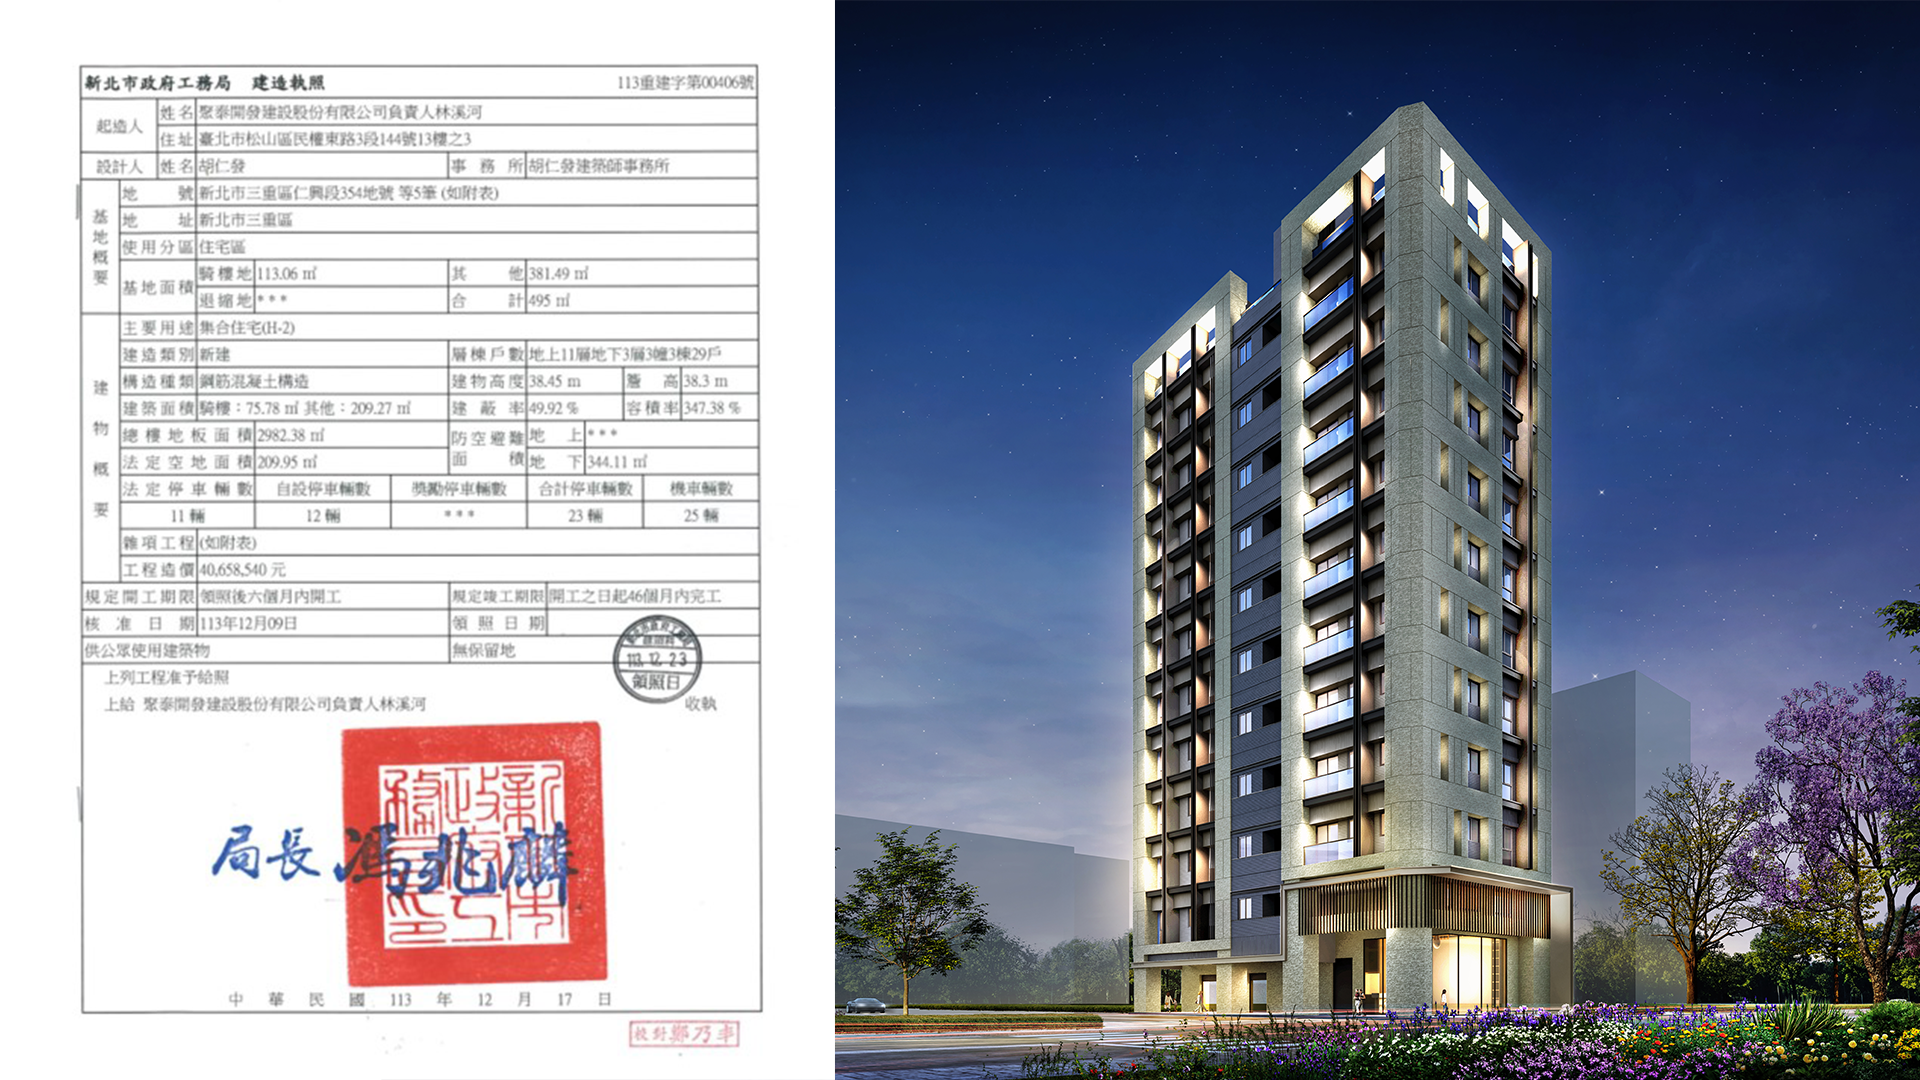 新北市政府工務局 建造執照 113重建字第00406號
起造人 姓名 聚泰開發建設股份有限公司負責人林溪河
住址 臺北市松山區民權東路3段144號13樓之3
設計人 姓名 胡仁發 事務所 胡仁發建築師事務所
基地概要 地號 新北市三重區仁興段354地號 等5筆 (如附表)
地址 新北市三重區
使用分區 住宅區
基地面積 騎樓地 113.06 ㎡ 其他 381.49 ㎡
退縮地 *** 合計 495 ㎡
建物概要 主要用途 集合住宅(H-2)
建造類別 新建 層棟戶數 地上11層地下3層3幢3棟29戶
構造種類 鋼筋混凝土構造 建物高度 38.45 m 簷高 38.3 m
建築面積 騎樓：75.78 ㎡ 其他：209.27 ㎡ 建蔽率 49.92 % 容積率 347.38 %
總樓地板面積 2982.38 ㎡ 防空避難面積 地上 ***
法定空地面積 209.95 ㎡ 地下 344.11 ㎡
法定停車輛數 自設停車輛數 獎勵停車輛數 合計停車輛數 機車輛數
11 輛 12 輛 *** 23 輛 25 輛
雜項工程 (如附表)
工程造價 40,658,540 元
規定開工期限 領照後六個月內開工 規定竣工期限 開工之日起46個月內完工
核准日期 113年12月09日 領照日期
113.12.23
領照日
供公眾使用建築物 無保留地
上列工程准予給照
上給 聚泰開發建設股份有限公司負責人林溪河 收執
局長 馮兆麟
中華民國 113 年 12 月 17 日
校對鄭乃丰